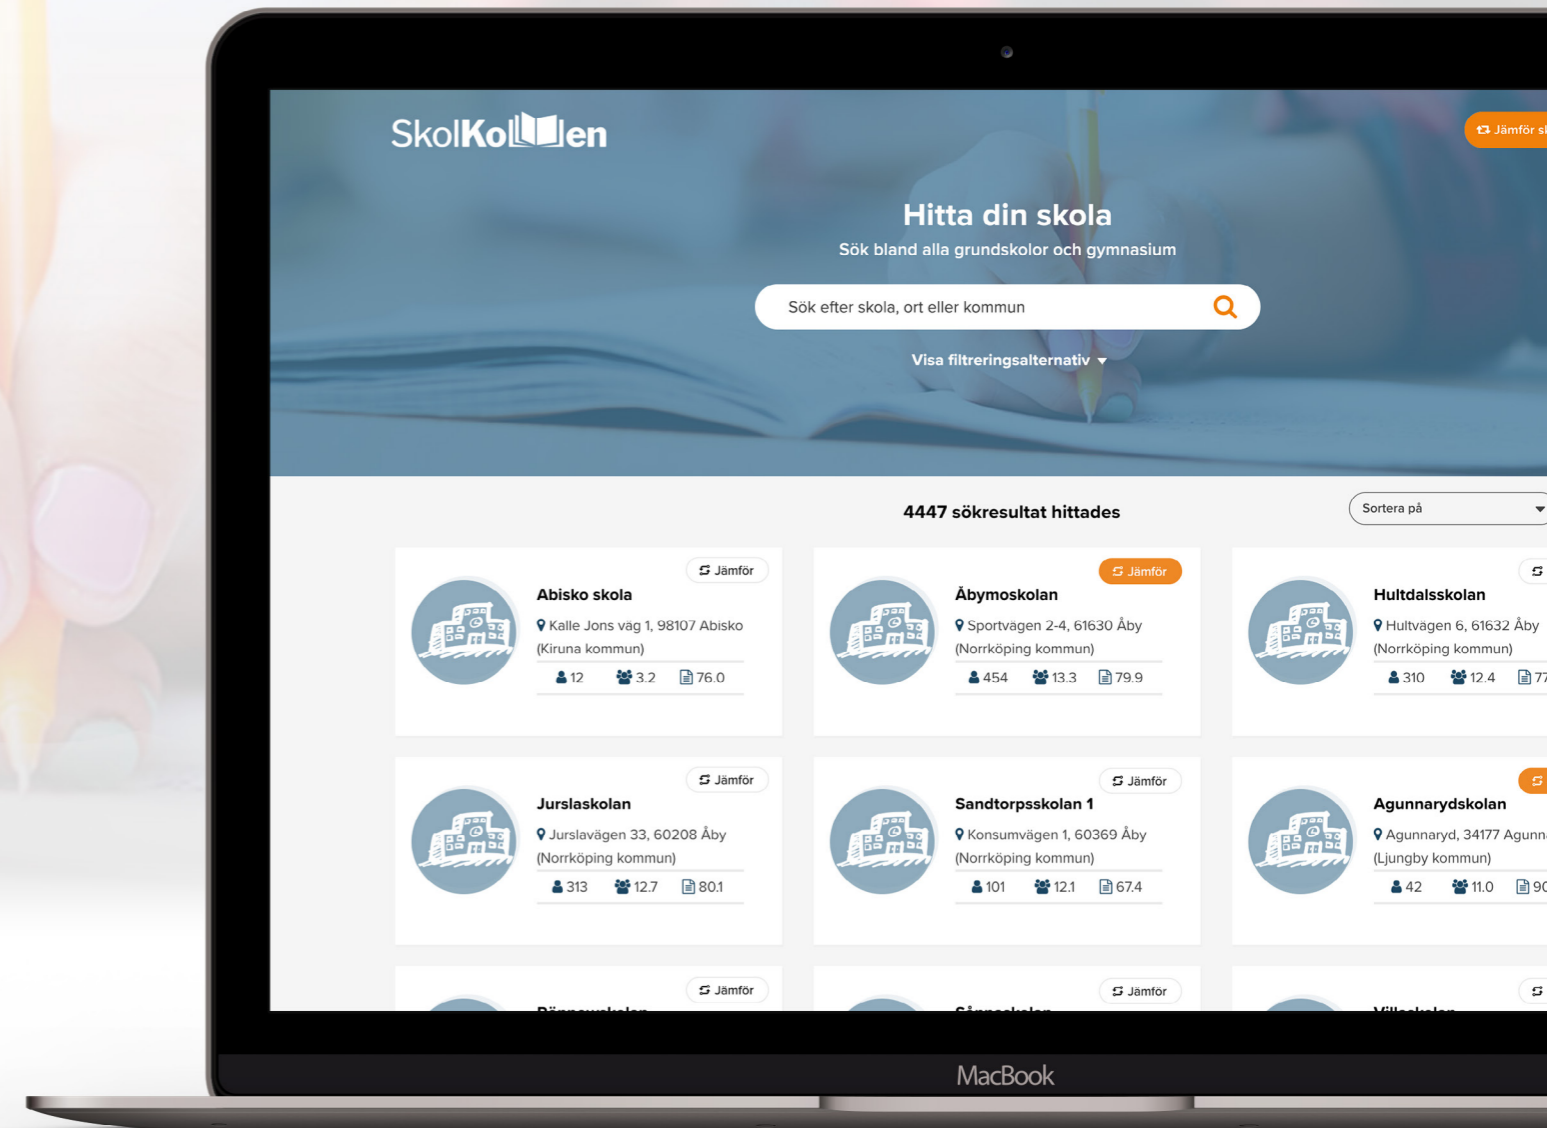 SkolKollen
Jämför
Hitta din skola
Sök bland alla grundskolor och gymnasium
Sök efter skola, ort eller kommun
Visa filtreringsalternativ
4447 sökresultat hittades
Sortera på
Jämför
Abisko skola
Kalle Jons väg 1, 98107 Abisko
(Kiruna kommun)
12 3.2 76.0
Jämför
Åbymoskolan
Sportvägen 2-4, 61630 Åby
(Norrköping kommun)
454 13.3 79.9
Hultdalsskolan
Hultvägen 6, 61632 Åby
(Norrköping kommun)
310 12.4
Jämför
Jurslaskolan
Jurslavägen 33, 60208 Åby
(Norrköping kommun)
313 12.7 80.1
Jämför
Sandtorpsskolan 1
Konsumvägen 1, 60369 Åby
(Norrköping kommun)
101 12.1 67.4
Agunnarydskolan
Agunnaryd, 34177
(Ljungby kommun)
42 11.0
Jämför
Jämför
MacBook